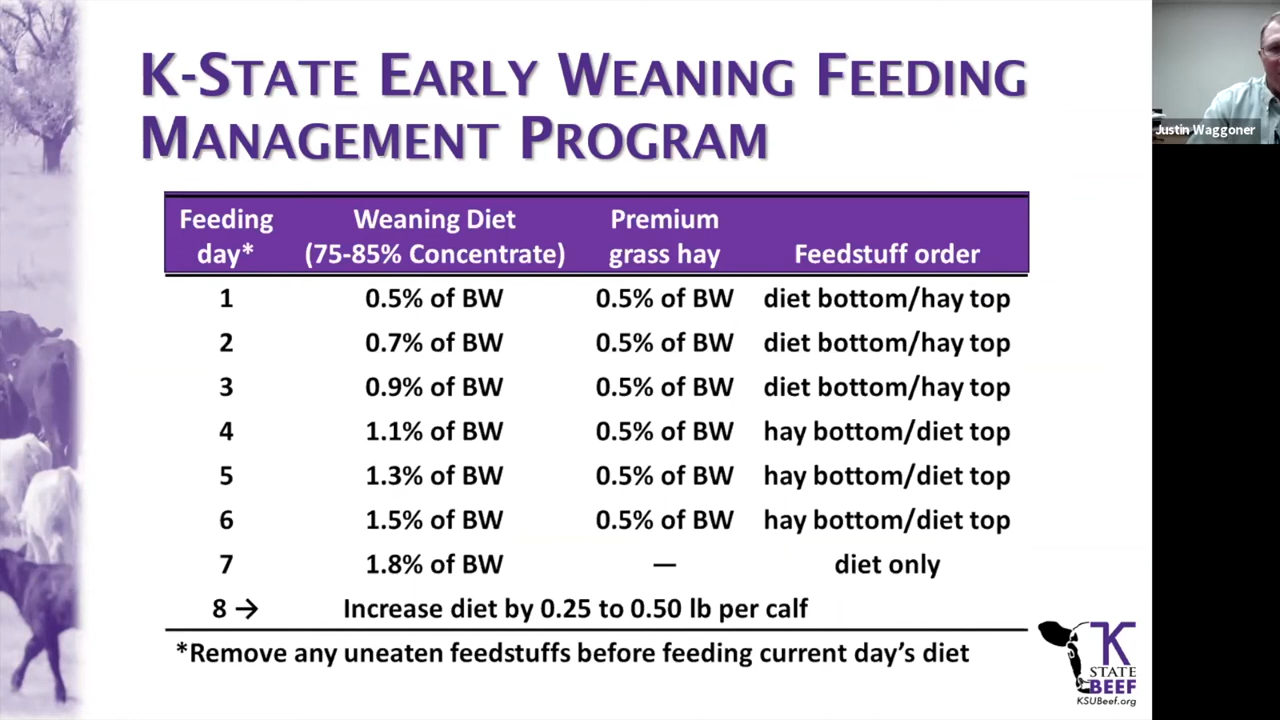 K-State Early Weaning Feeding
Management Program
Feeding day* Weaning Diet (75-85% Concentrate) Premium grass hay Feedstuff order
1 0.5% of BW 0.5% of BW diet bottom/hay top
2 0.7% of BW 0.5% of BW diet bottom/hay top
3 0.9% of BW 0.5% of BW diet bottom/hay top
4 1.1% of BW 0.5% of BW hay bottom/diet top
5 1.3% of BW 0.5% of BW hay bottom/diet top
6 1.5% of BW 0.5% of BW hay bottom/diet top
7 1.8% of BW — diet only
8 → Increase diet by 0.25 to 0.50 lb per calf
*Remove any uneaten feedstuffs before feeding current day's diet
K
STATE
BEEF
KSUBeef.org
Justin Waggoner